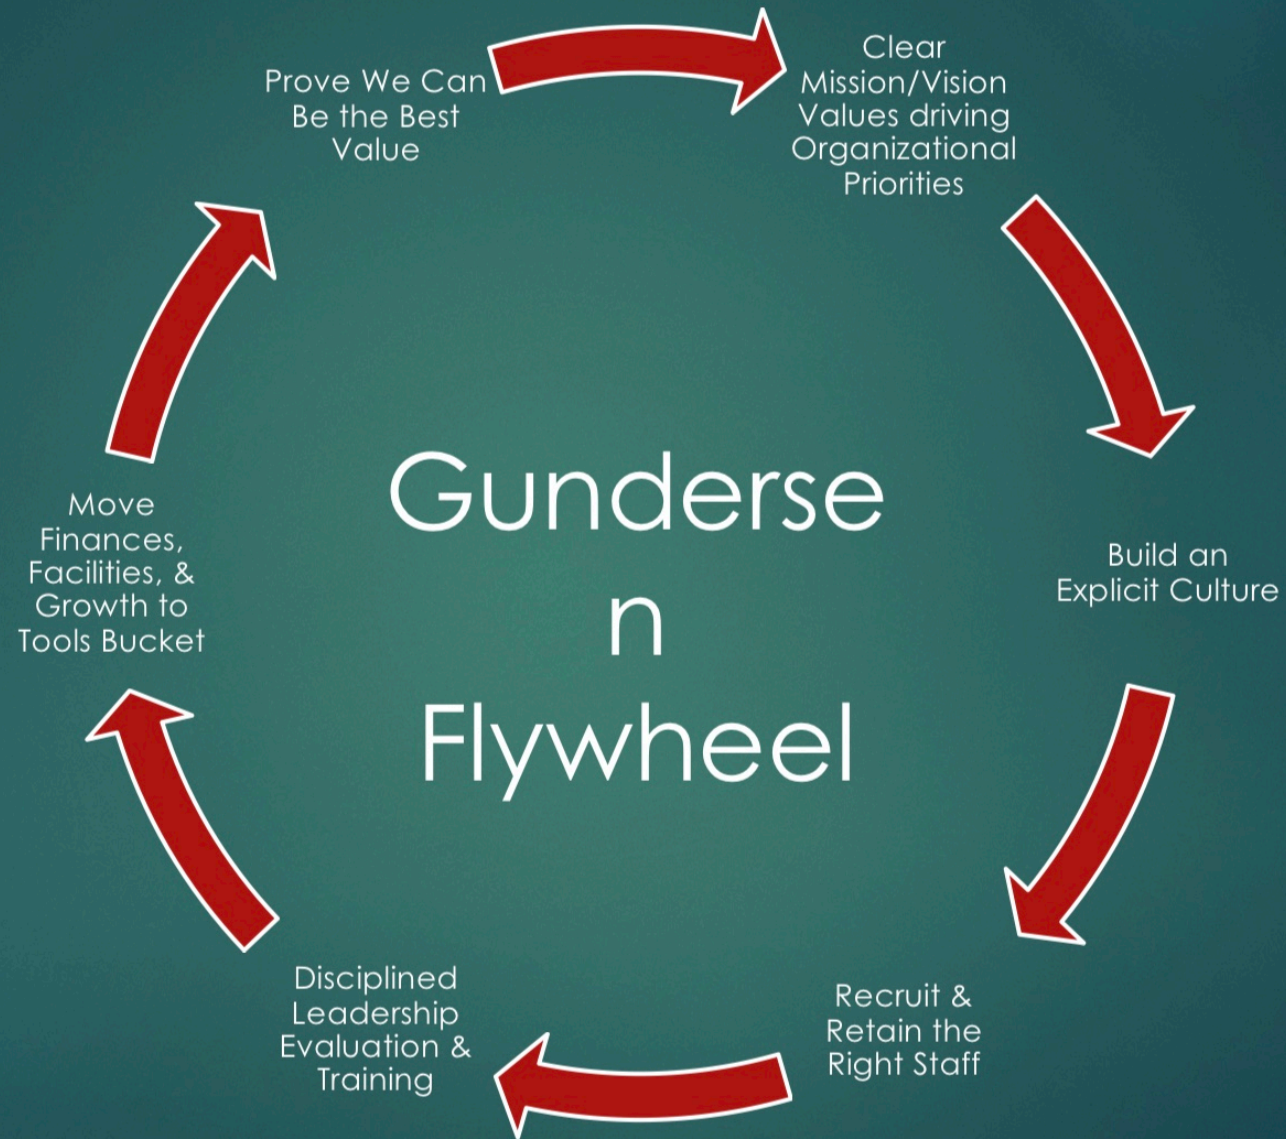 Prove We Can
Be the Best
Value
Clear
Mission/Vision
Values driving
Organizational
Priorities
Build an
Explicit Culture
Recruit &
Retain the
Right Staff
Disciplined
Leadership
Evaluation &
Training
Move
Finances,
Facilities, &
Growth to
Tools Bucket
Gunderse
n
Flywheel